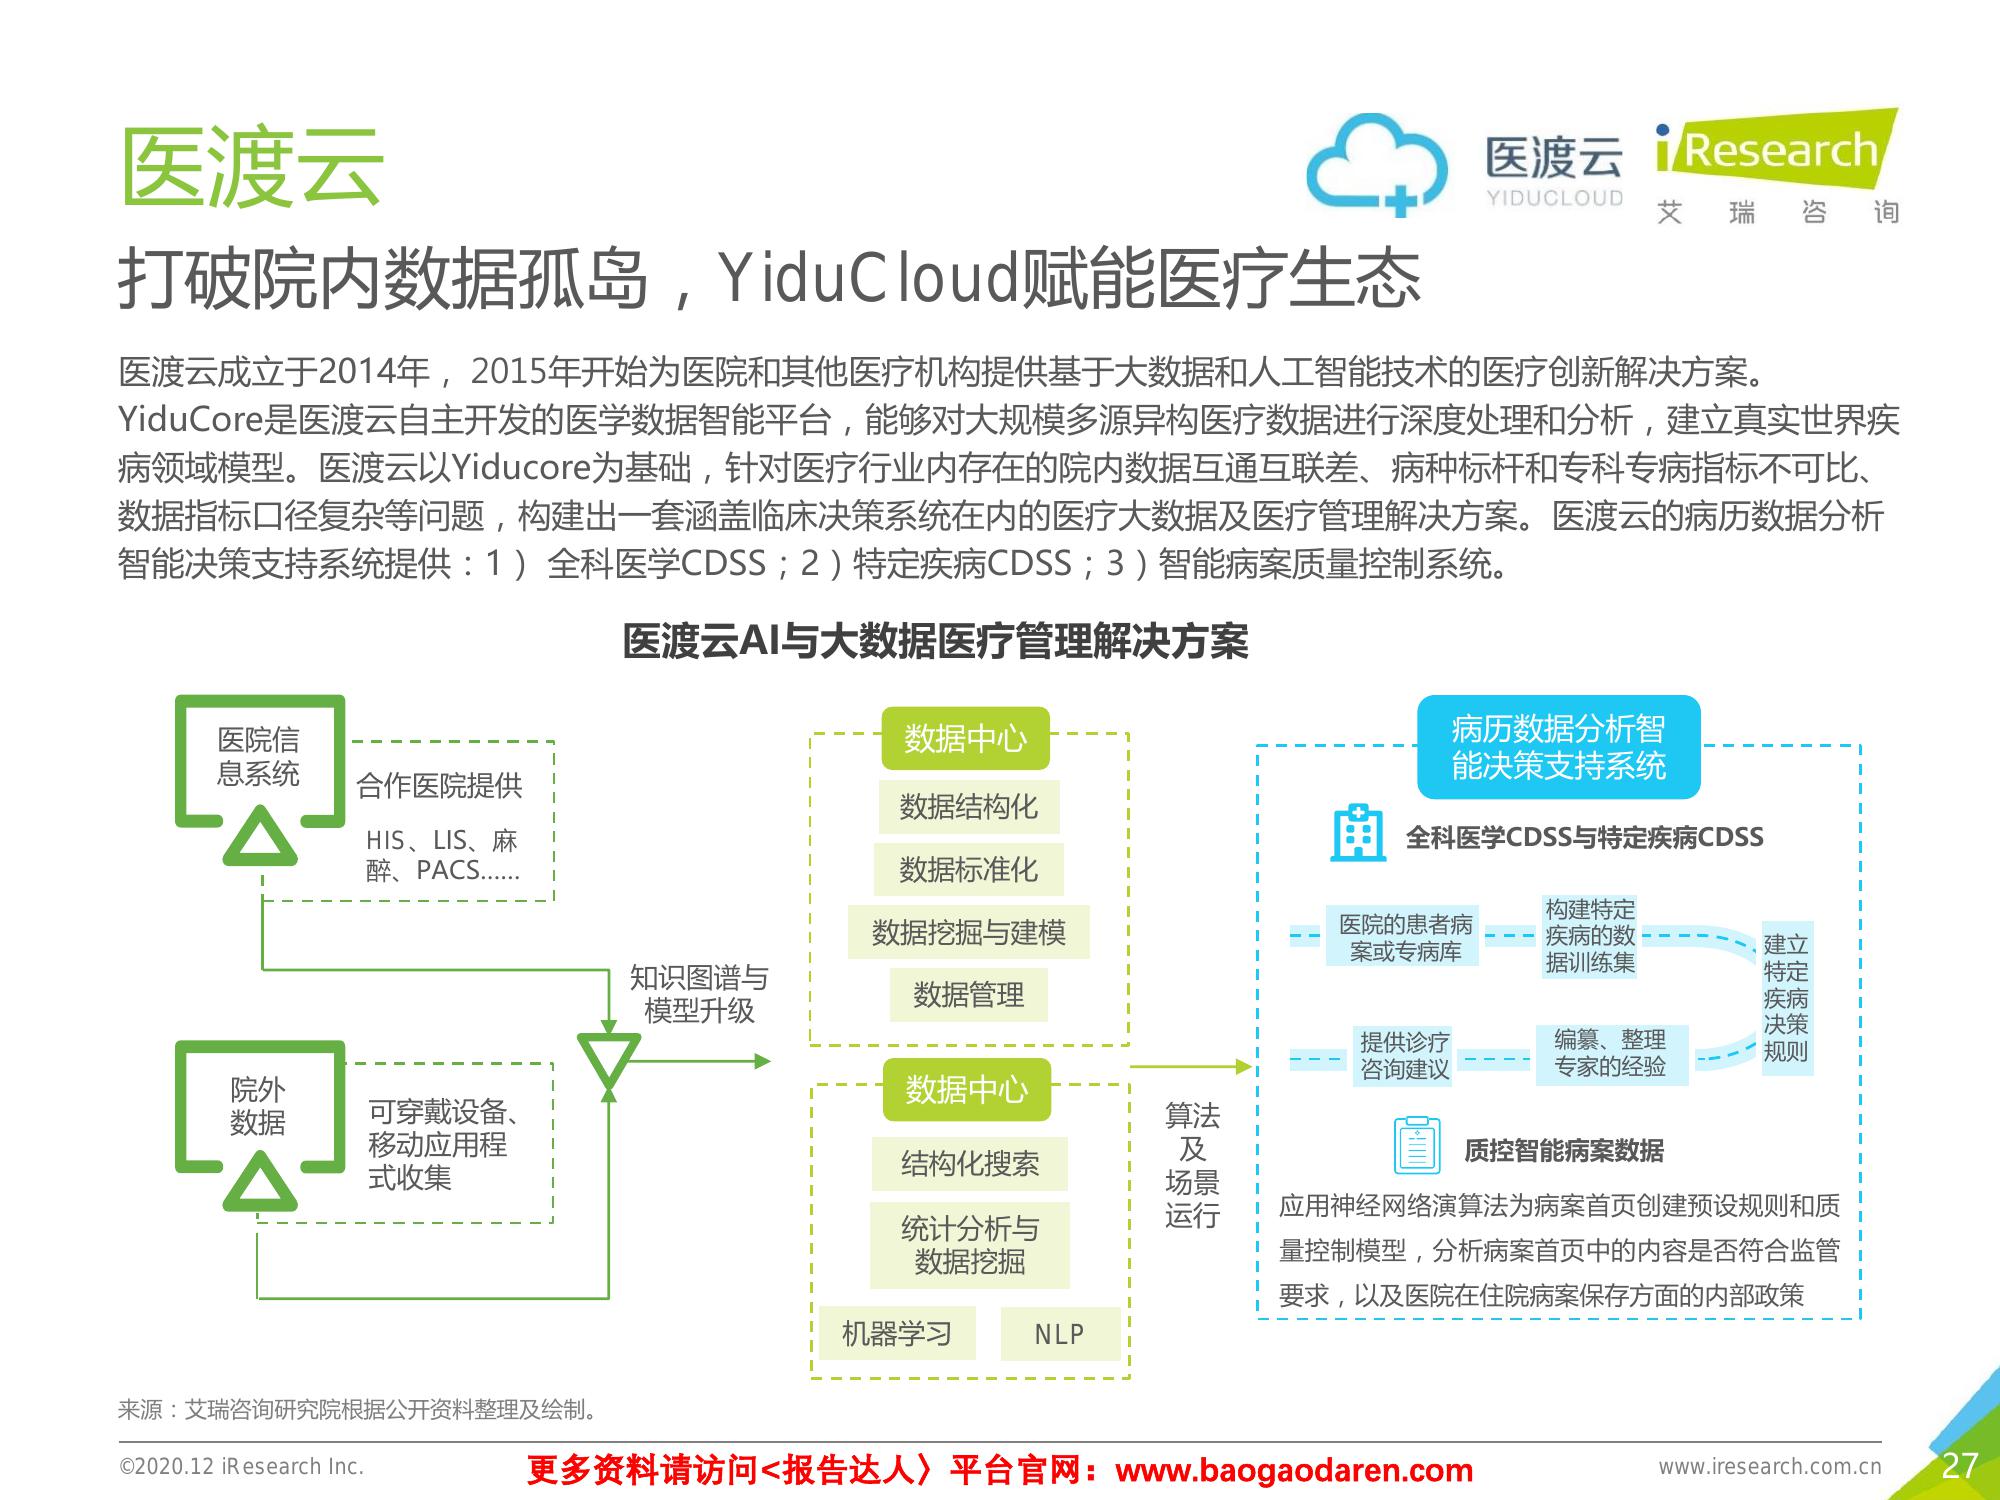 医渡云
医渡云
YIDUCLOUD
iResearch
艾瑞咨询
打破院内数据孤岛，YiduCloud赋能医疗生态
医渡云成立于2014年，2015年开始为医院和其他医疗机构提供基于大数据和人工智能技术的医疗创新解决方案。
YiduCore是医渡云自主开发的医学数据智能平台，能够对大规模多源异构医疗数据进行深度处理和分析，建立真实世界疾
病领域模型。医渡云以Yiducore为基础，针对医疗行业内存在的院内数据互通互联差、病种标杆和专科专病指标不可比、
数据指标口径复杂等问题，构建出一套涵盖临床决策系统在内的医疗大数据及医疗管理解决方案。医渡云的病历数据分析
智能决策支持系统提供：1） 全科医学CDSS；2）特定疾病CDSS；3）智能病案质量控制系统。
医渡云AI与大数据医疗管理解决方案
医院信
息系统
合作医院提供
HIS、LIS、麻
醉、PACS……
院外
数据
可穿戴设备、
移动应用程
式收集
知识图谱与
模型升级
数据中心
数据结构化
数据标准化
数据挖掘与建模
数据管理
数据中心
结构化搜索
统计分析与
数据挖掘
机器学习
NLP
算法
及
场景
运行
病历数据分析智
能决策支持系统
全科医学CDSS与特定疾病CDSS
医院的患者病
案或专病库
构建特定
疾病的数
据训练集
建立
特定
疾病
决策
规则
编纂、整理
专家的经验
提供诊疗
咨询建议
质控智能病案数据
应用神经网络演算法为病案首页创建预设规则和质
量控制模型，分析病案首页中的内容是否符合监管
要求，以及医院在住院病案保存方面的内部政策
来源：艾瑞咨询研究院根据公开资料整理及绘制。
©2020.12 iResearch Inc.
更多资料请访问<报告达人〉平台官网：www.baogaodaren.com
www.iresearch.com.cn
27